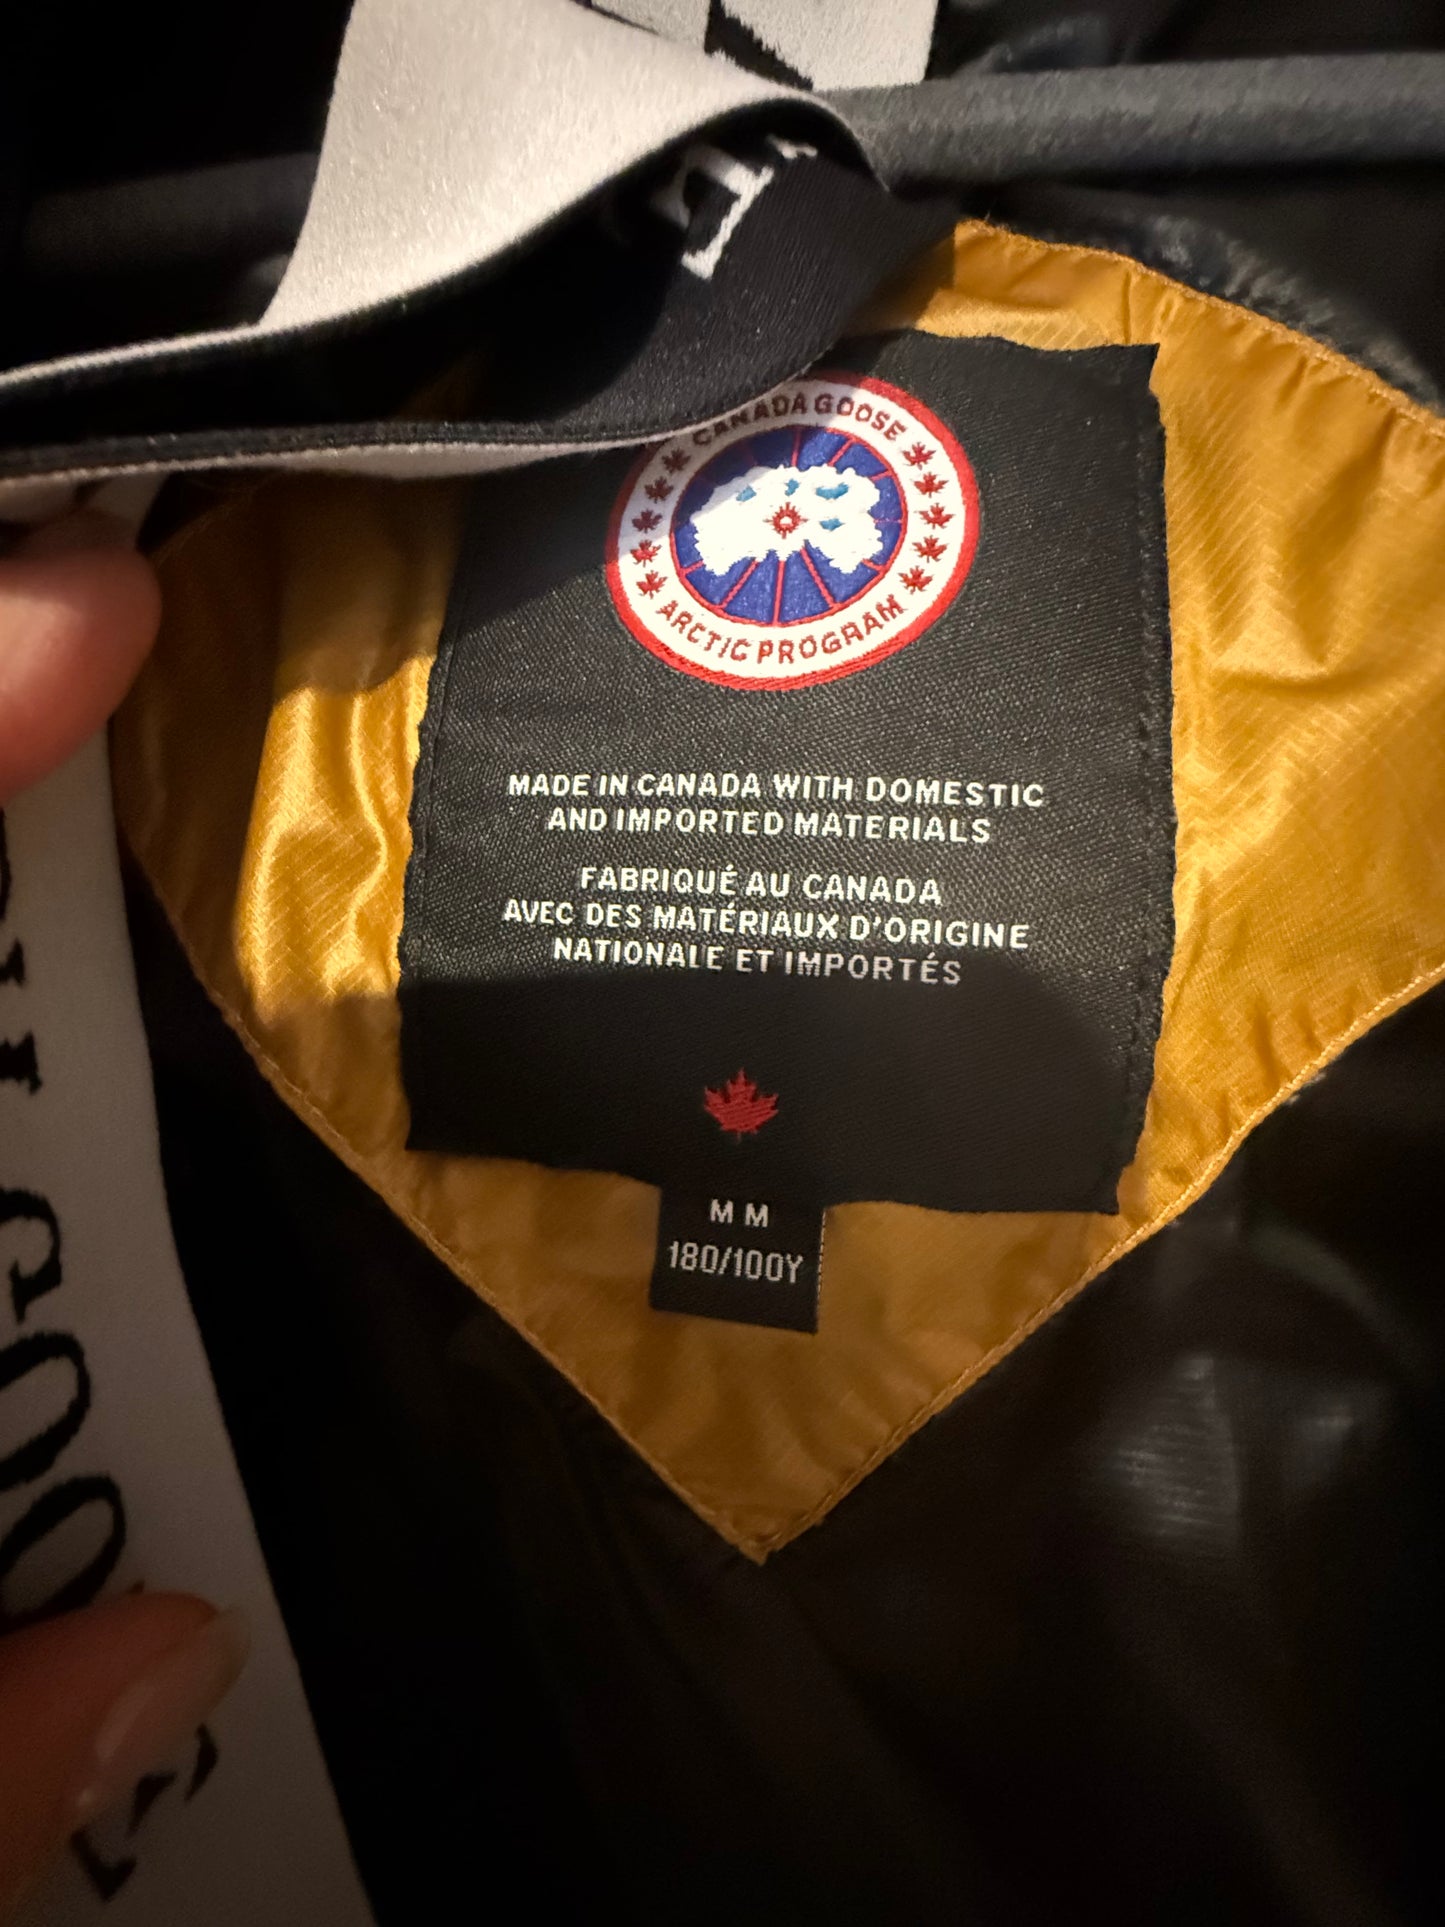 CANADA GOOSE
ARCTIC PROGRAM
MADE IN CANADA WITH DOMESTIC
AND IMPORTED MATERIALS
FABRIQUÉ AU CANADA
AVEC DES MATÉRIAUX D'ORIGINE
NATIONALE ET IMPORTÉS
M M
180/100Y